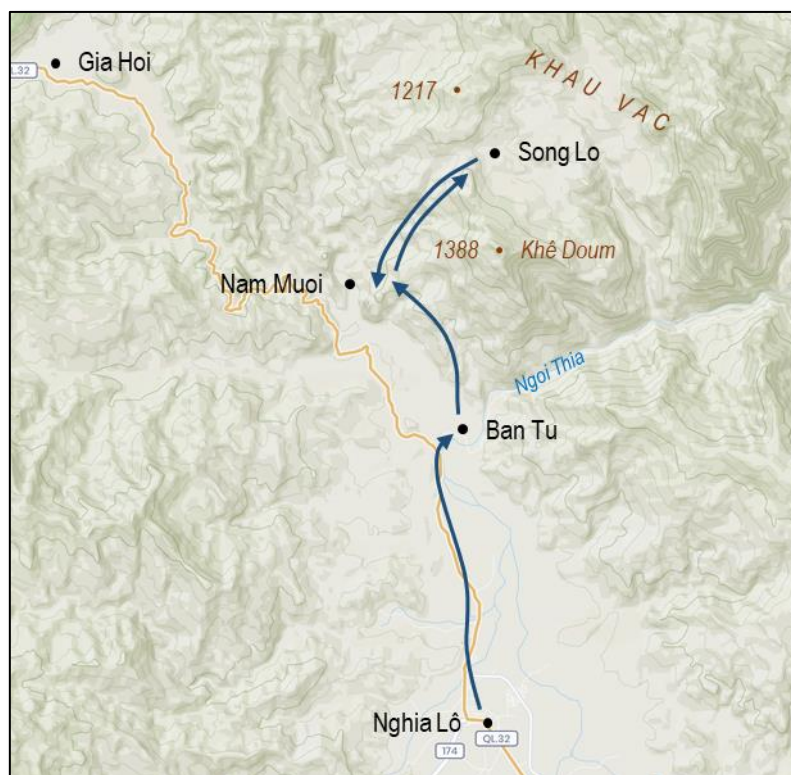 Gia Hoi
L.32
KHAU VAC
1217
Song Lo
1388 Khê Doum
Nam Muoi
Ngoi Thia
Ban Tu
Nghia Lô
QL.32
174